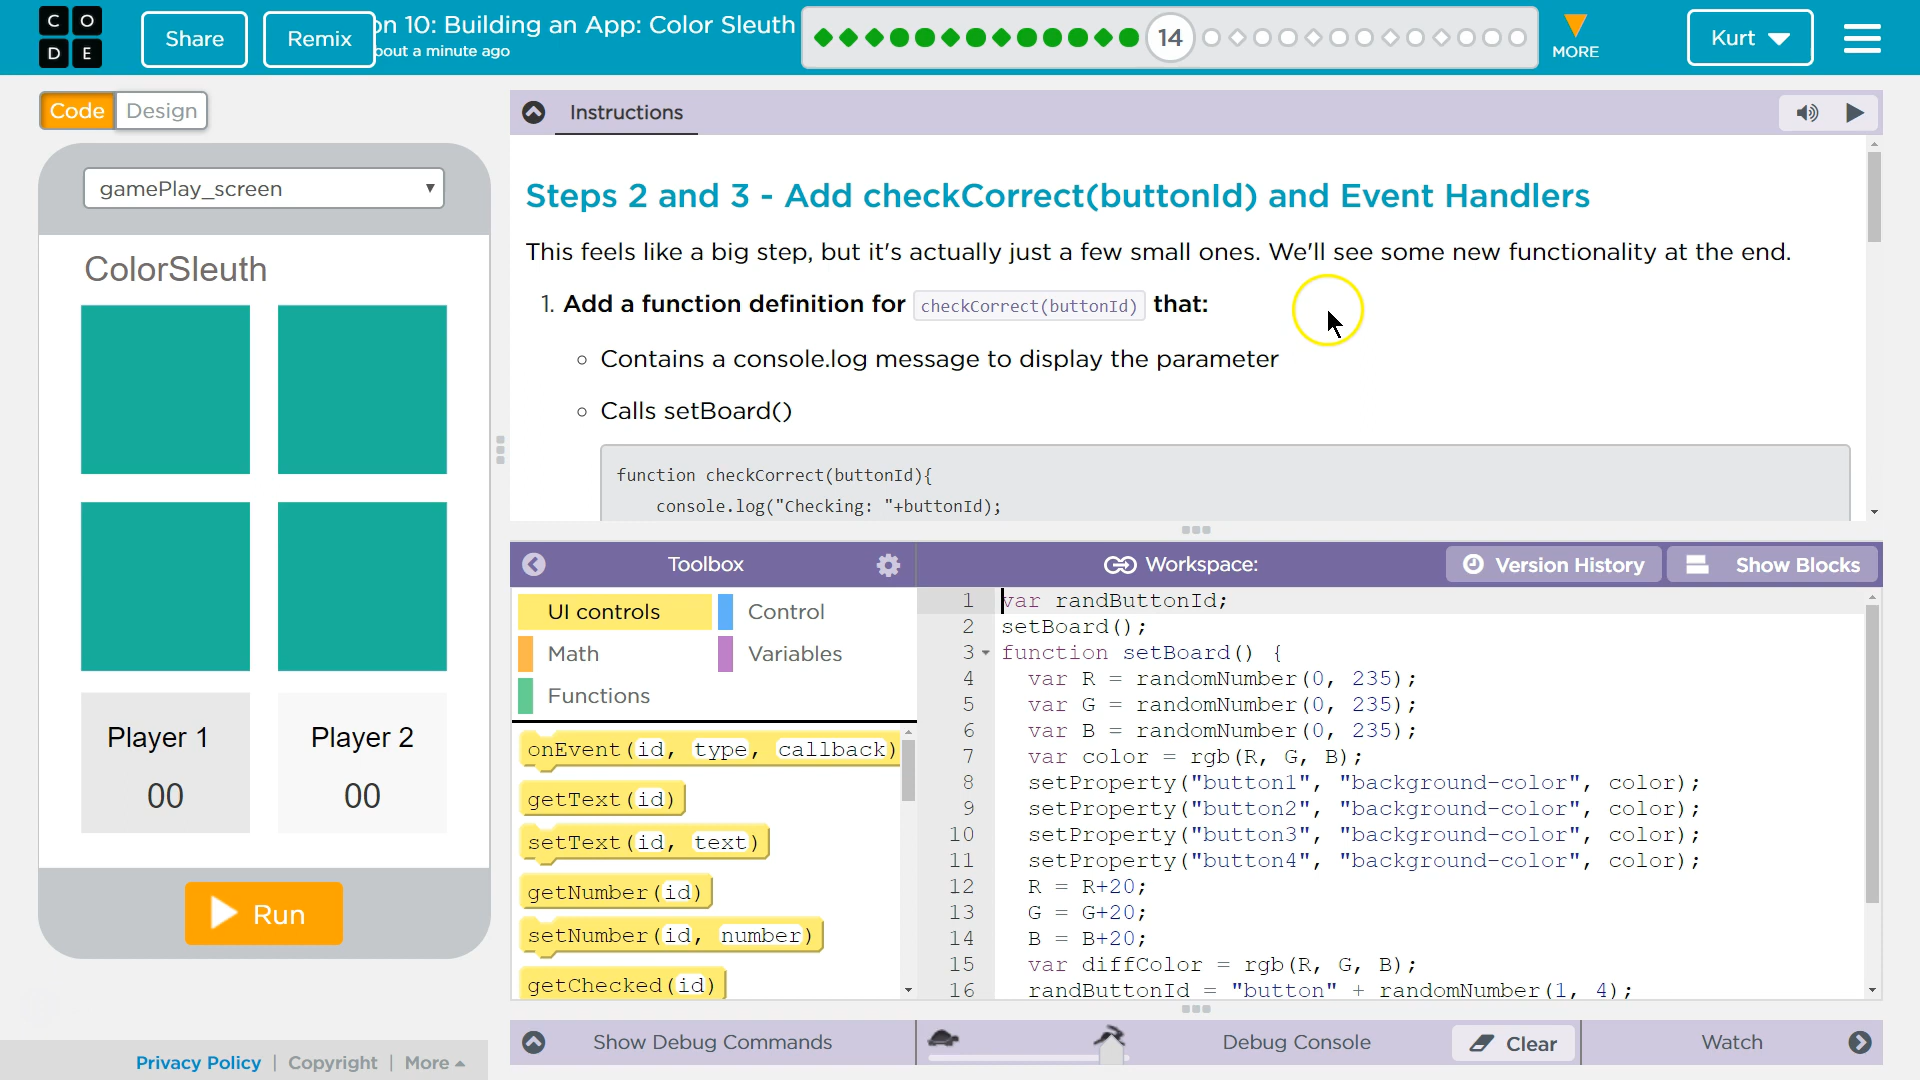 CODE
Share
Remix
on 10: Building an App: Color Sleuth
bout a minute ago
14
MORE
Kurt
Code
Design
gamePlay_screen
ColorSleuth
Player 1
00
Player 2
00
Run
Privacy Policy | Copyright | More
Instructions
Steps 2 and 3 - Add checkCorrect(buttonId) and Event Handlers
This feels like a big step, but it's actually just a few small ones. We'll see some new functionality at the end.
1. Add a function definition for checkCorrect(buttonId) that:
Contains a console.log message to display the parameter
Calls setBoard()
function checkCorrect(buttonId){
console.log("Checking: "+buttonId);
Toolbox
Workspace:
Version History
Show Blocks
UI controls
Control
Math
Variables
Functions
onEvent(id, type, callback)
getText(id)
setText(id, text)
getNumber(id)
setNumber(id, number)
getChecked(id)
1 var randButtonId;
2 setBoard();
3 function setBoard() {
4 var R = randomNumber(0, 235);
5 var G = randomNumber(0, 235);
6 var B = randomNumber(0, 235);
7 var color = rgb(R, G, B);
8 setProperty("button1", "background-color", color);
9 setProperty("button2", "background-color", color);
10 setProperty("button3", "background-color", color);
11 setProperty("button4", "background-color", color);
12 R = R+20;
13 G = G+20;
14 B = B+20;
15 var diffColor = rgb(R, G, B);
16 randButtonId = "button" + randomNumber(1, 4);
Show Debug Commands
Debug Console
Clear
Watch